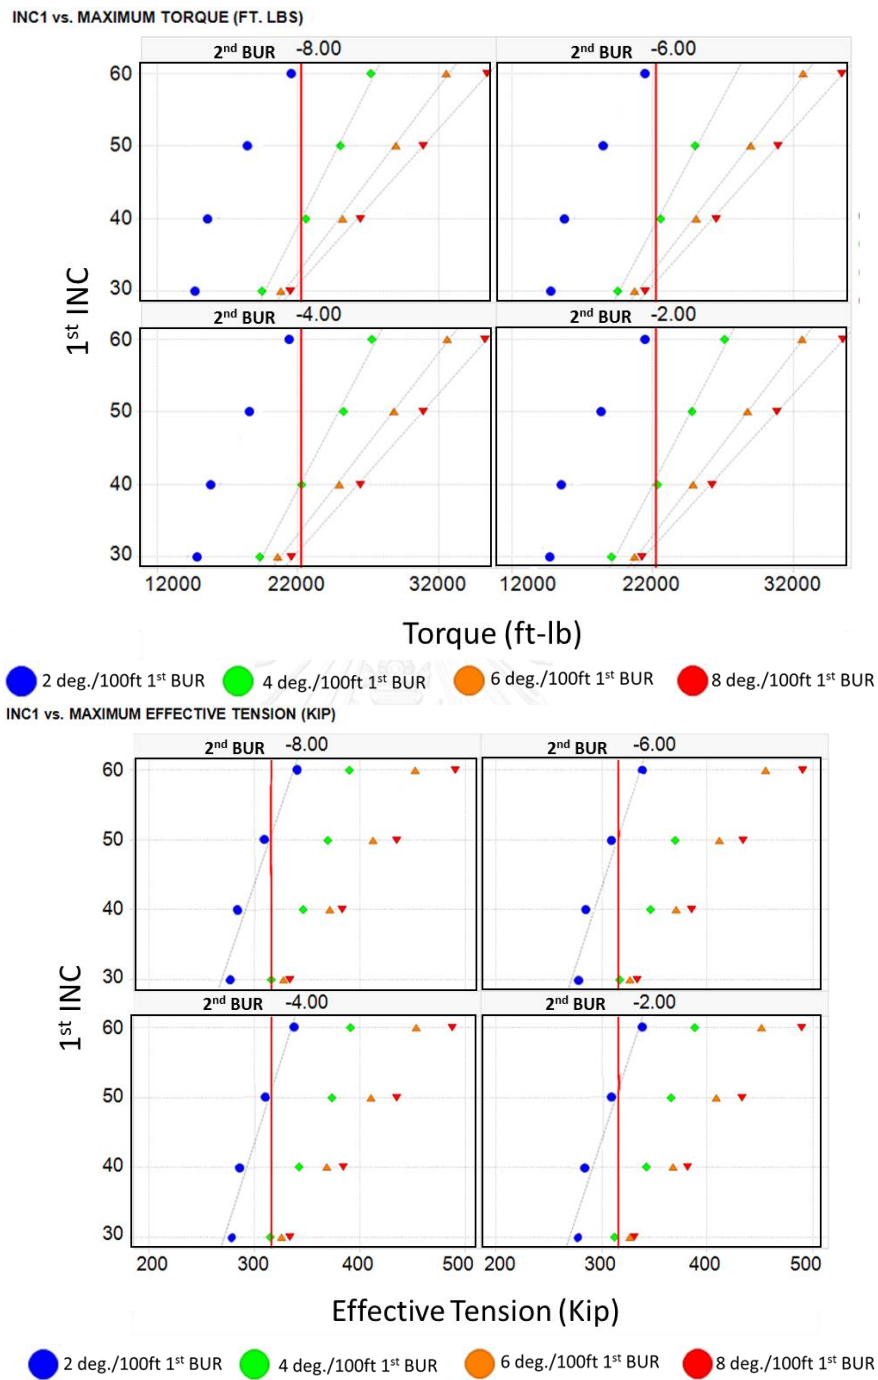 INC1 vs. MAXIMUM TORQUE (FT. LBS)
2nd BUR -8.00
2nd BUR -6.00
60
50
40
30
2nd BUR -4.00
2nd BUR -2.00
60
50
40
30
1st INC
12000 22000 32000 12000 22000 32000
Torque (ft-lb)
2 deg./100ft 1st BUR
4 deg./100ft 1st BUR
6 deg./100ft 1st BUR
8 deg./100ft 1st BUR
INC1 vs. MAXIMUM EFFECTIVE TENSION (KIP)
2nd BUR -8.00
2nd BUR -6.00
60
50
40
30
2nd BUR -4.00
2nd BUR -2.00
60
50
40
30
1st INC
200 300 400 500 200 300 400 500
Effective Tension (Kip)
2 deg./100ft 1st BUR
4 deg./100ft 1st BUR
6 deg./100ft 1st BUR
8 deg./100ft 1st BUR